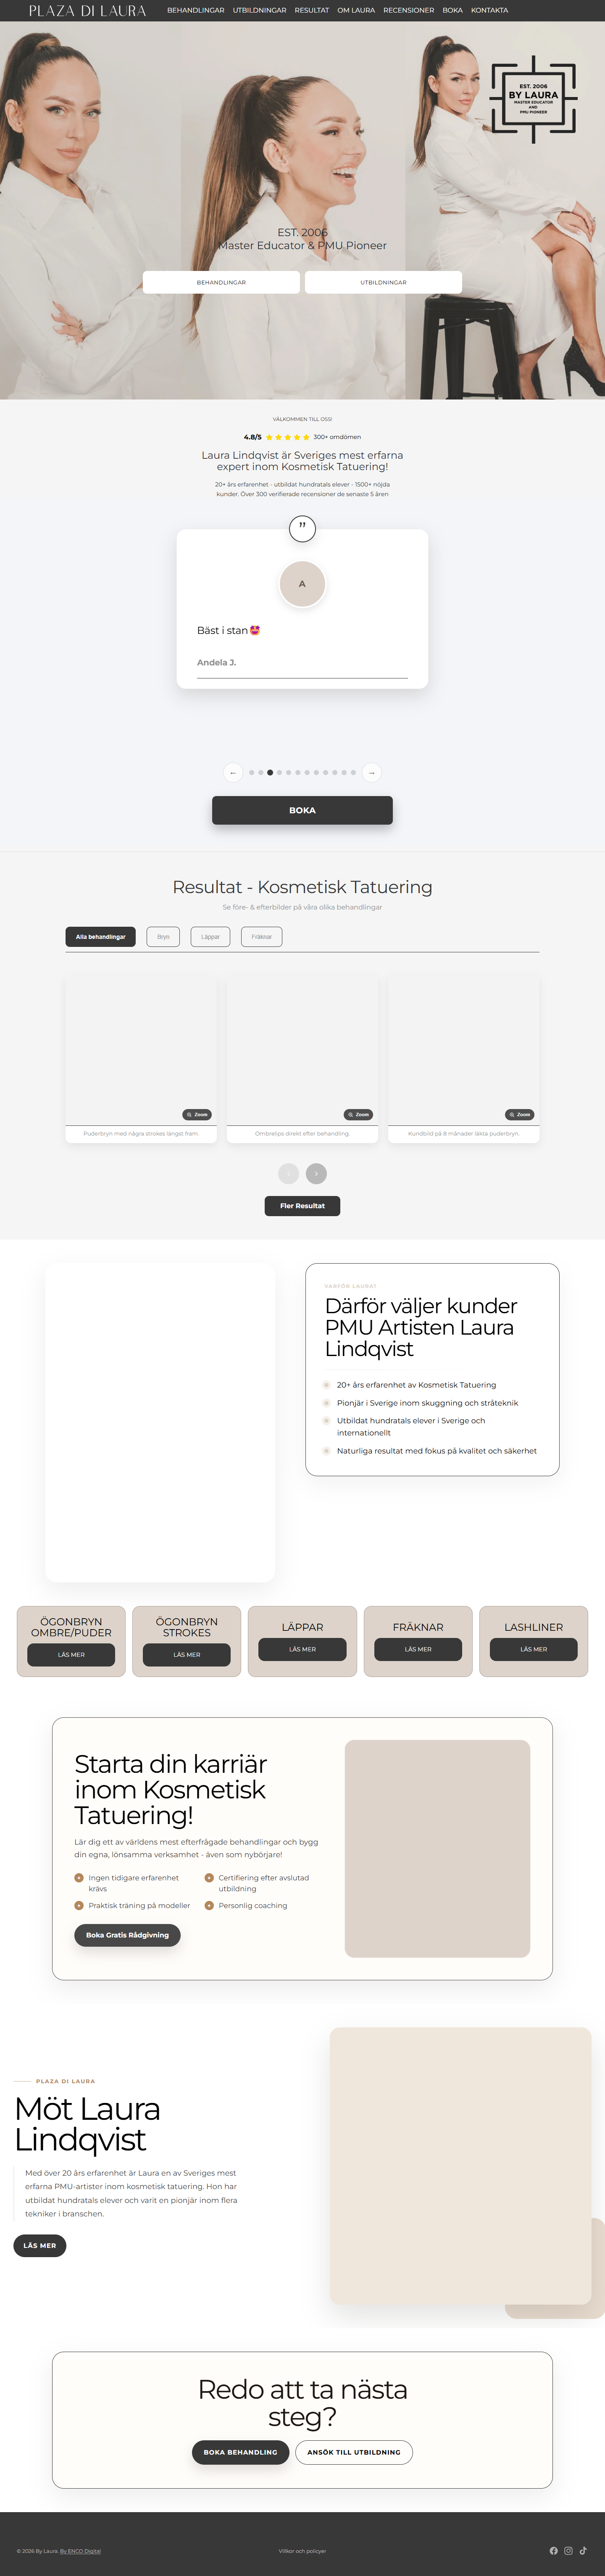 PLAZA DI LAURA
BEHANDLINGAR UTBILDNINGAR RESULTAT OM LAURA RECENSIONER BOKA KONTAKTA
EST. 2006
BY LAURA
MASTER EDUCATOR
AND
PMU PIONEER
EST. 2006
Master Educator & PMU Pioneer
BEHANDLINGAR
UTBILDNINGAR
VÄLKOMMEN TILL OSS!
4.8/5 ★★★★★ 300+ omdömen
Laura Lindqvist är Sveriges mest erfarna
expert inom Kosmetisk Tatuering!
20+ års erfarenhet - utbildat hundratals elever - 1500+ nöjda
kunder. Över 300 verifierade recensioner de senaste 5 åren
”
A
Bäst i stan 🤩
Andela J.
← →
BOKA
Resultat - Kosmetisk Tatuering
Se före- & efterbilder på våra olika behandlingar
Alla behandlingar
Bryn
Läppar
Fräknar
Zoom
Zoom
Zoom
Puderbryn med några strokes längst fram.
Ombrelips direkt efter behandling.
Kundbild på 8 månader läkta puderbryn.
Fler Resultat
VARFÖR LAURA?
Därför väljer kunder
PMU Artisten Laura
Lindqvist
20+ års erfarenhet av Kosmetisk Tatuering
Pionjär i Sverige inom skuggning och stråteknik
Utbildat hundratals elever i Sverige och
internationellt
Naturliga resultat med fokus på kvalitet och säkerhet
ÖGONBRYN
OMBRE/PUDER
LÄS MER
ÖGONBRYN
STROKES
LÄS MER
LÄPPAR
LÄS MER
FRÄKNAR
LÄS MER
LASHLINER
LÄS MER
Starta din karriär
inom Kosmetisk
Tatuering!
Lär dig ett av världens mest efterfrågade behandlingar och bygg
din egna, lönsamma verksamhet - även som nybörjare!
Ingen tidigare erfarenhet
krävs
Certifiering efter avslutad
utbildning
Praktisk träning på modeller
Personlig coaching
Boka Gratis Rådgivning
PLAZA DI LAURA
Möt Laura
Lindqvist
Med över 20 års erfarenhet är Laura en av Sveriges mest
erfarna PMU-artister inom kosmetisk tatuering. Hon har
utbildat hundratals elever och varit en pionjär inom flera
tekniker i branschen.
LÄS MER
Redo att ta nästa
steg?
BOKA BEHANDLING
ANSÖK TILL UTBILDNING
© 2026 By Laura. By ENCO Digital
Villkor och policyer